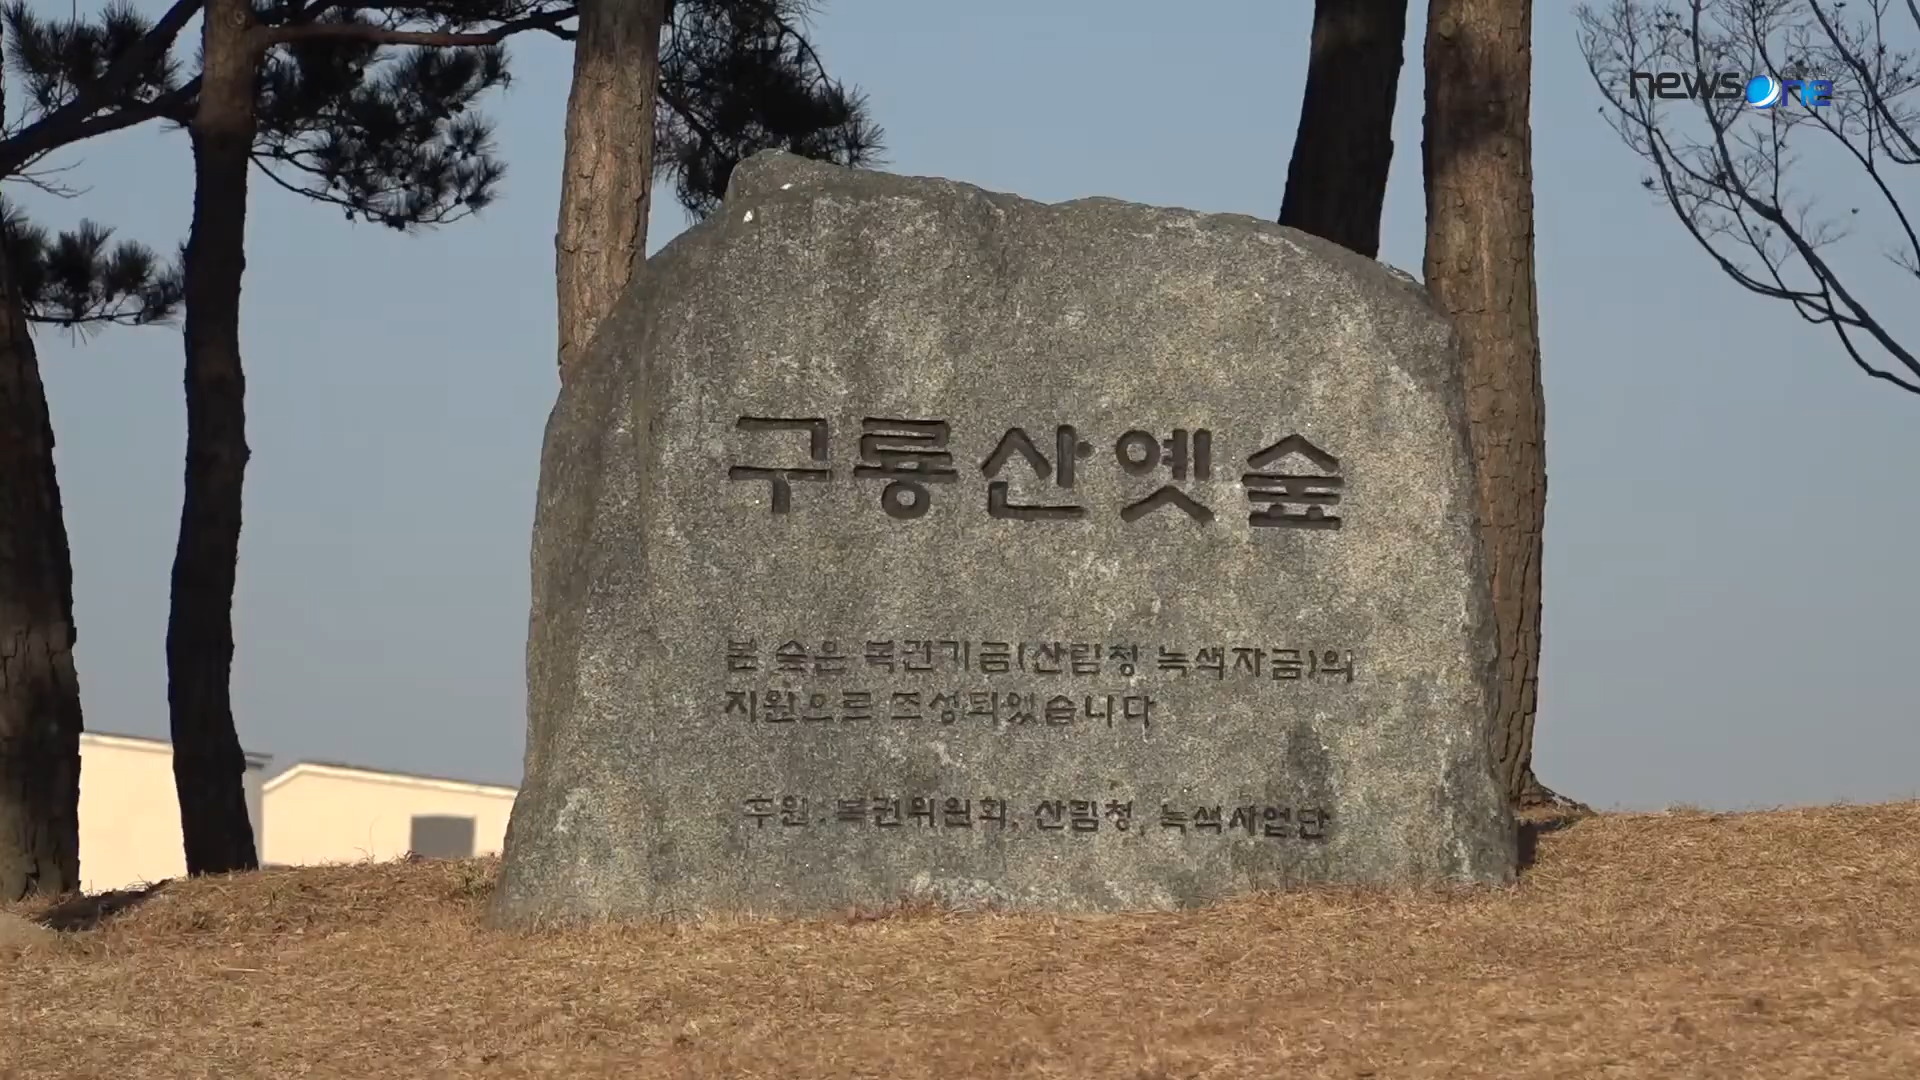 newsOne
구룡산옛숲
본 숲은 복권기금(산림청 녹색자금)의
지원으로 조성되었습니다
후원 : 복권위원회, 산림청, 녹색사업단